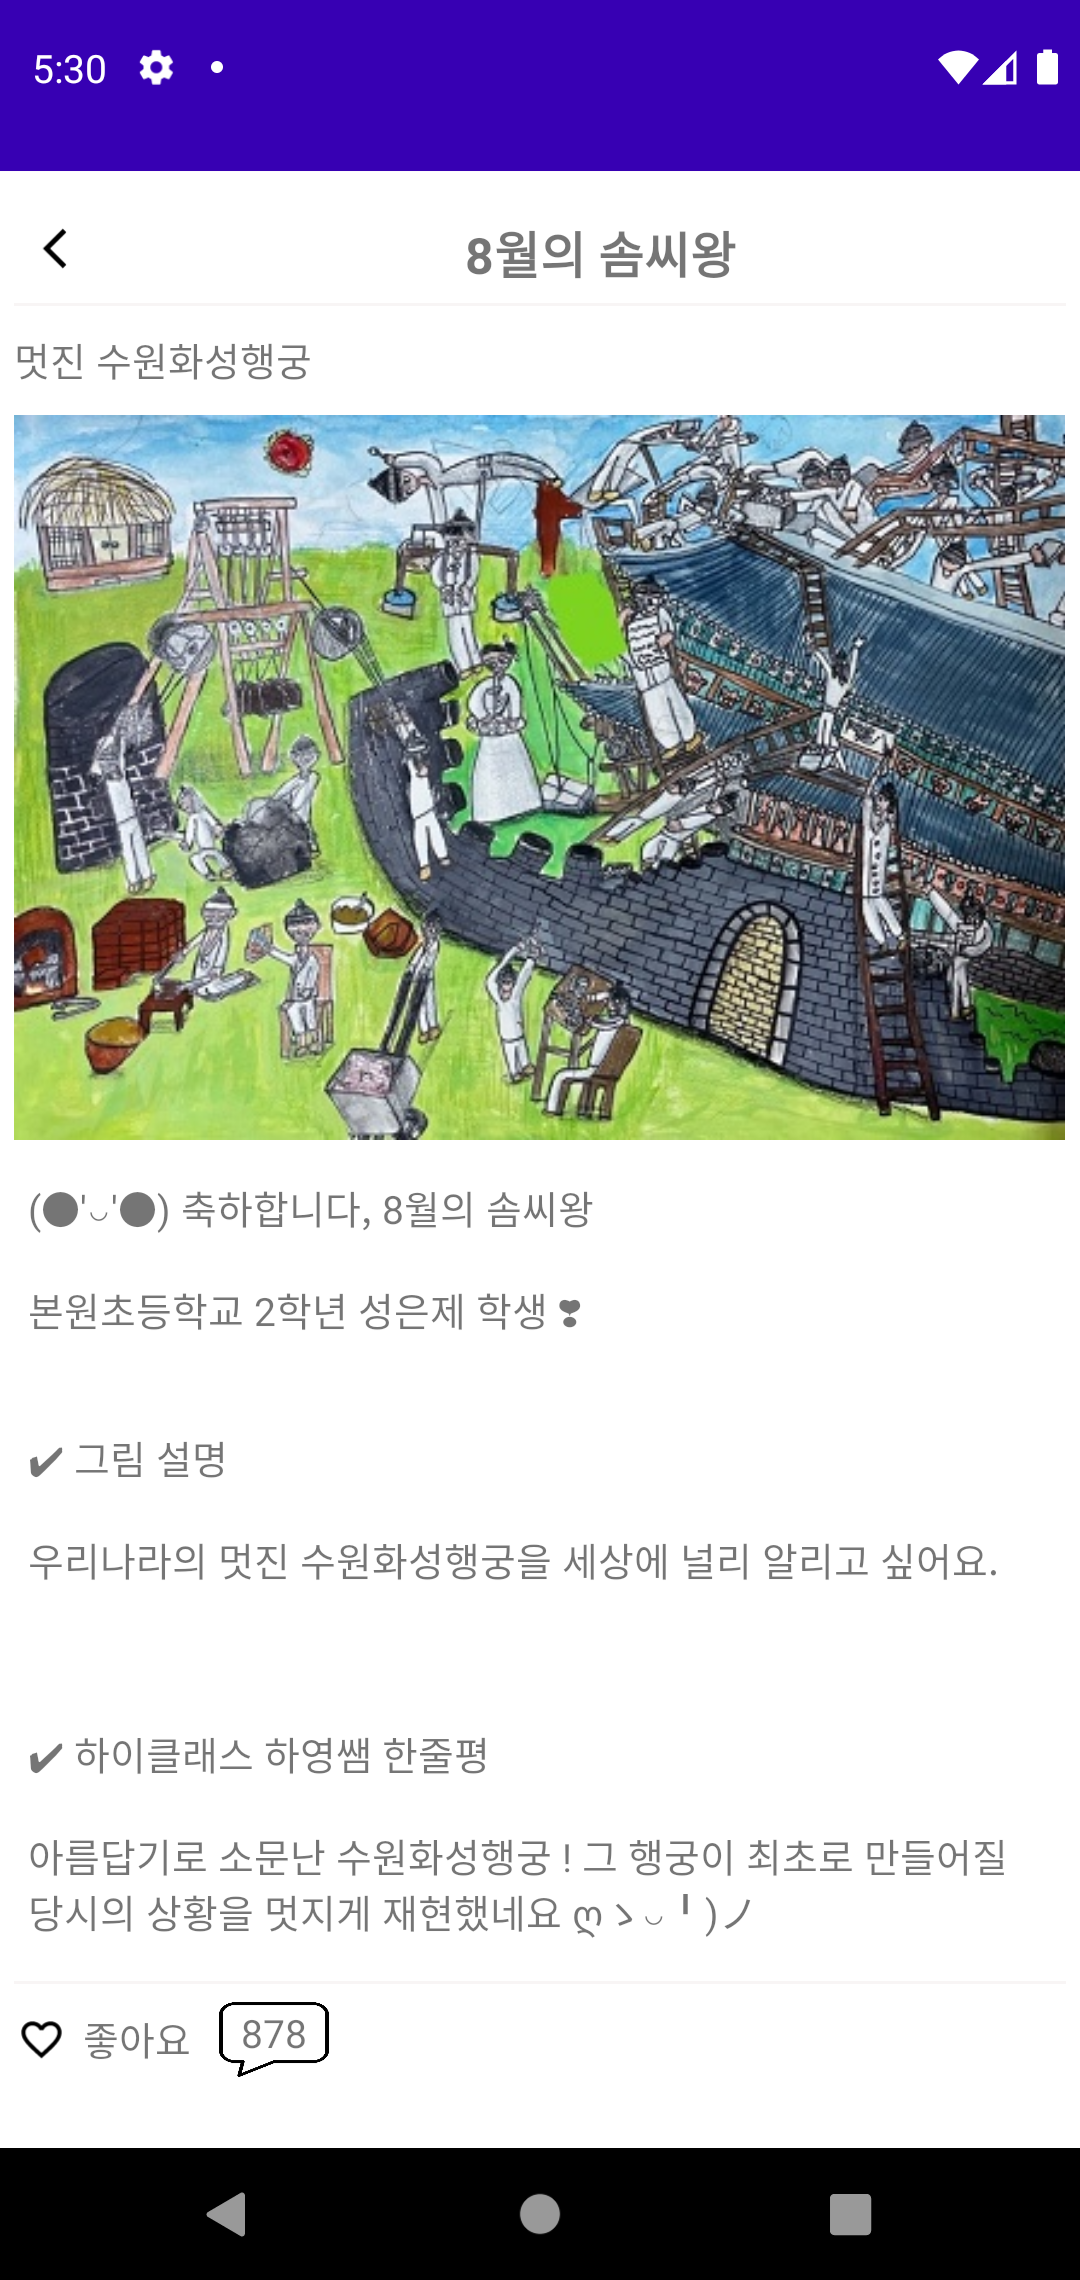 5:30
8월의 솜씨왕
멋진 수원화성행궁
(●'◡'●) 축하합니다, 8월의 솜씨왕
본원초등학교 2학년 성은제 학생❣
✔ 그림 설명
우리나라의 멋진 수원화성행궁을 세상에 널리 알리고 싶어요.
✔ 하이클래스 하영쌤 한줄평
아름답기로 소문난 수원화성행궁 ! 그 행궁이 최초로 만들어질
당시의 상황을 멋지게 재현했네요 ღゝ◡╹)ノ
좋아요 878